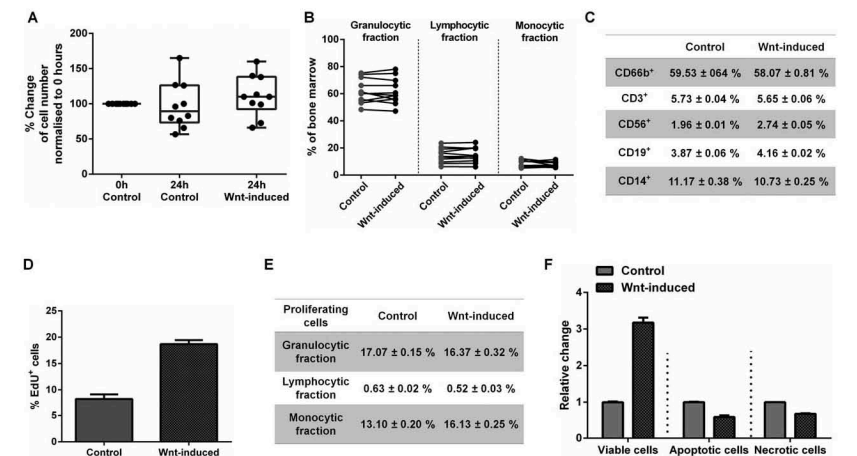 A
% Change
of cell number
normalised to 0 hours
200
150
100
50
0
0h
Control
24h
Control
24h
Wnt-induced
B
Granulocytic
fraction
Lymphocytic
fraction
Monocytic
fraction
% of bone marrow
100
80
60
40
20
0
Control
Wnt-induced
Control
Wnt-induced
Control
Wnt-induced
C
Control Wnt-induced
CD66b+ 59.53 ± 064 % 58.07 ± 0.81 %
CD3+ 5.73 ± 0.04 % 5.65 ± 0.06 %
CD56+ 1.96 ± 0.01 % 2.74 ± 0.05 %
CD19+ 3.87 ± 0.06 % 4.16 ± 0.02 %
CD14+ 11.17 ± 0.38 % 10.73 ± 0.25 %
D
% EdU+ cells
25
20
15
10
5
0
Control Wnt-induced
E
Proliferating
cells
Control Wnt-induced
Granulocytic
fraction
17.07 ± 0.15 % 16.37 ± 0.32 %
Lymphocytic
fraction
0.63 ± 0.02 % 0.52 ± 0.03 %
Monocytic
fraction
13.10 ± 0.20 % 16.13 ± 0.25 %
F
Control
Wnt-induced
Relative change
4
3
2
1
0
Viable cells Apoptotic cells Necrotic cells